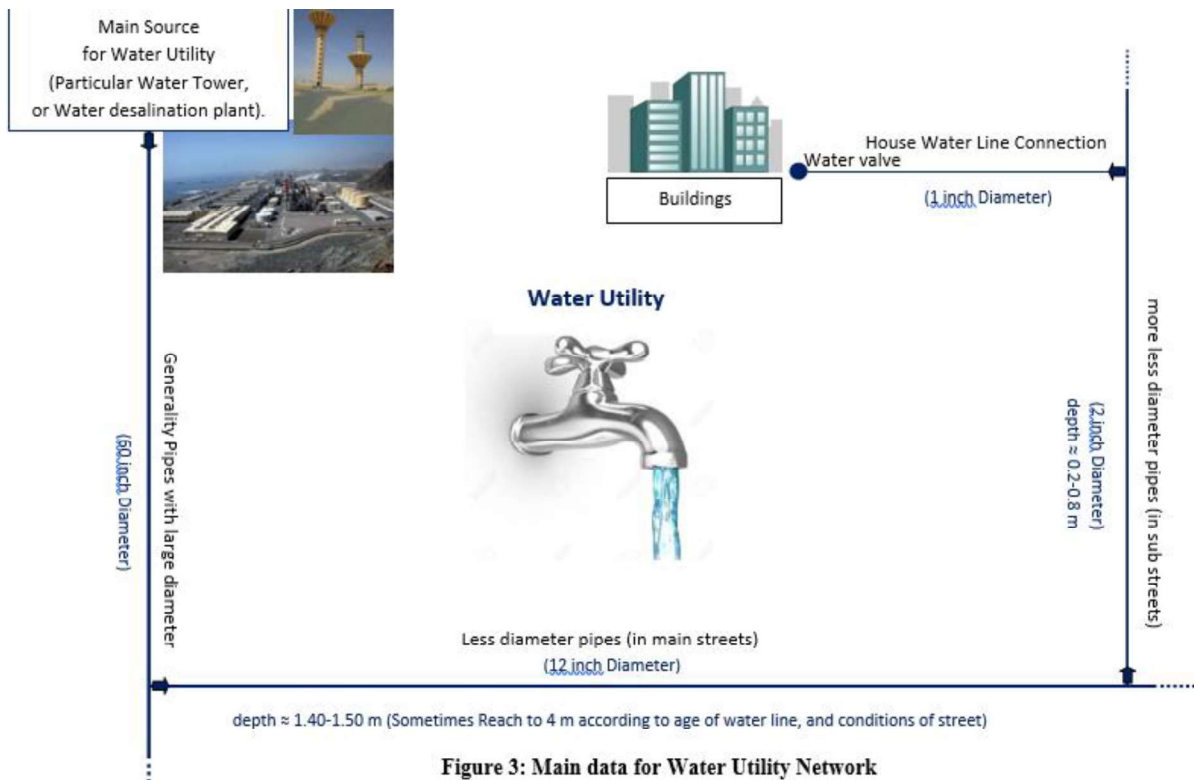 Main Source
for Water Utility
(Particular Water Tower,
or Water desalination plant).
House Water Line Connection
Water valve
(1 inch Diameter)
Buildings
Water Utility
Generality Pipes with large diameter
(60 inch Diameter)
more less diameter pipes (in sub streets)
(2 inch Diameter)
depth ≈ 0.2-0.8 m
Less diameter pipes (in main streets)
(12 inch Diameter)
depth ≈ 1.40-1.50 m (Sometimes Reach to 4 m according to age of water line, and conditions of street)
Figure 3: Main data for Water Utility Network